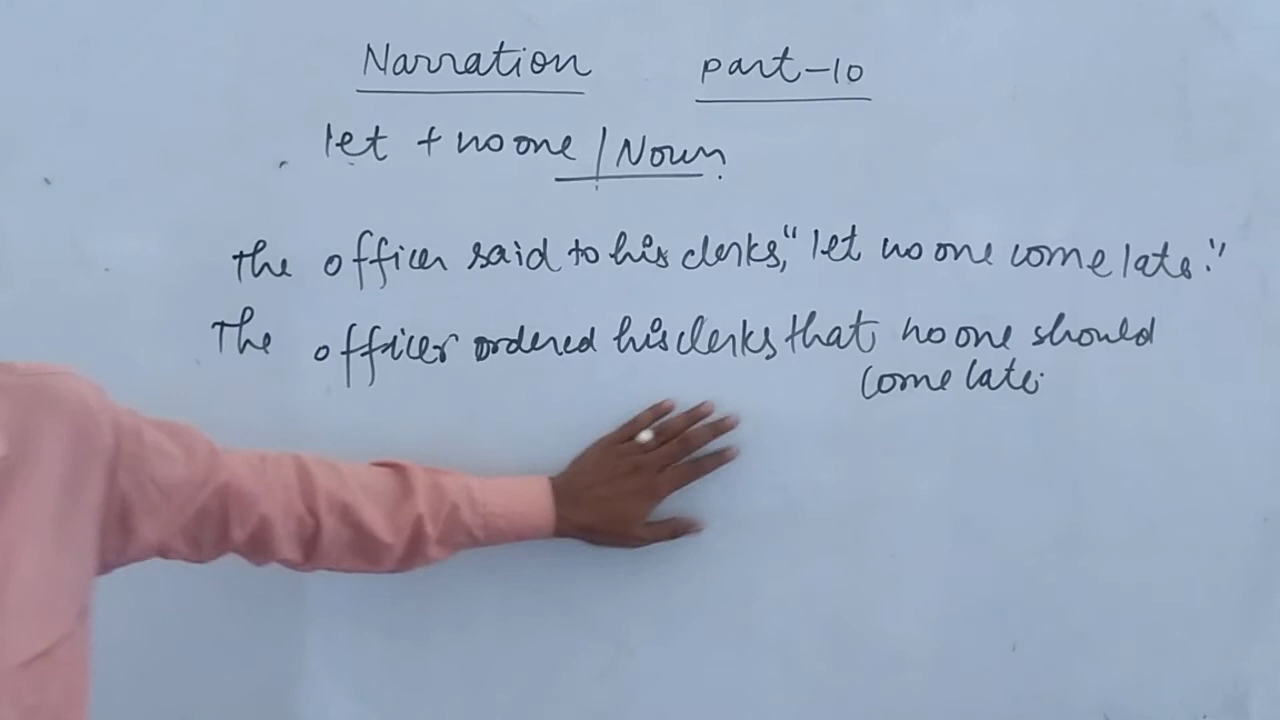 Narration part-10
let + no one / Noun
The officer said to his clerks, "let no one come late."
The officer ordered his clerks that no one should
come late.